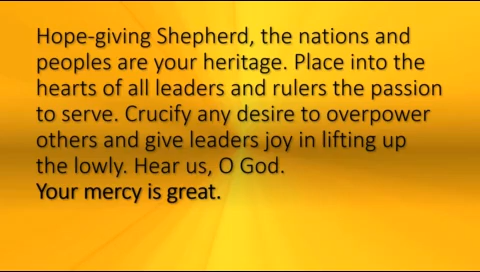 Hope-giving Shepherd, the nations and
peoples are your heritage. Place into the
hearts of all leaders and rulers the passion
to serve. Crucify any desire to overpower
others and give leaders joy in lifting up
the lowly. Hear us, O God.
Your mercy is great.